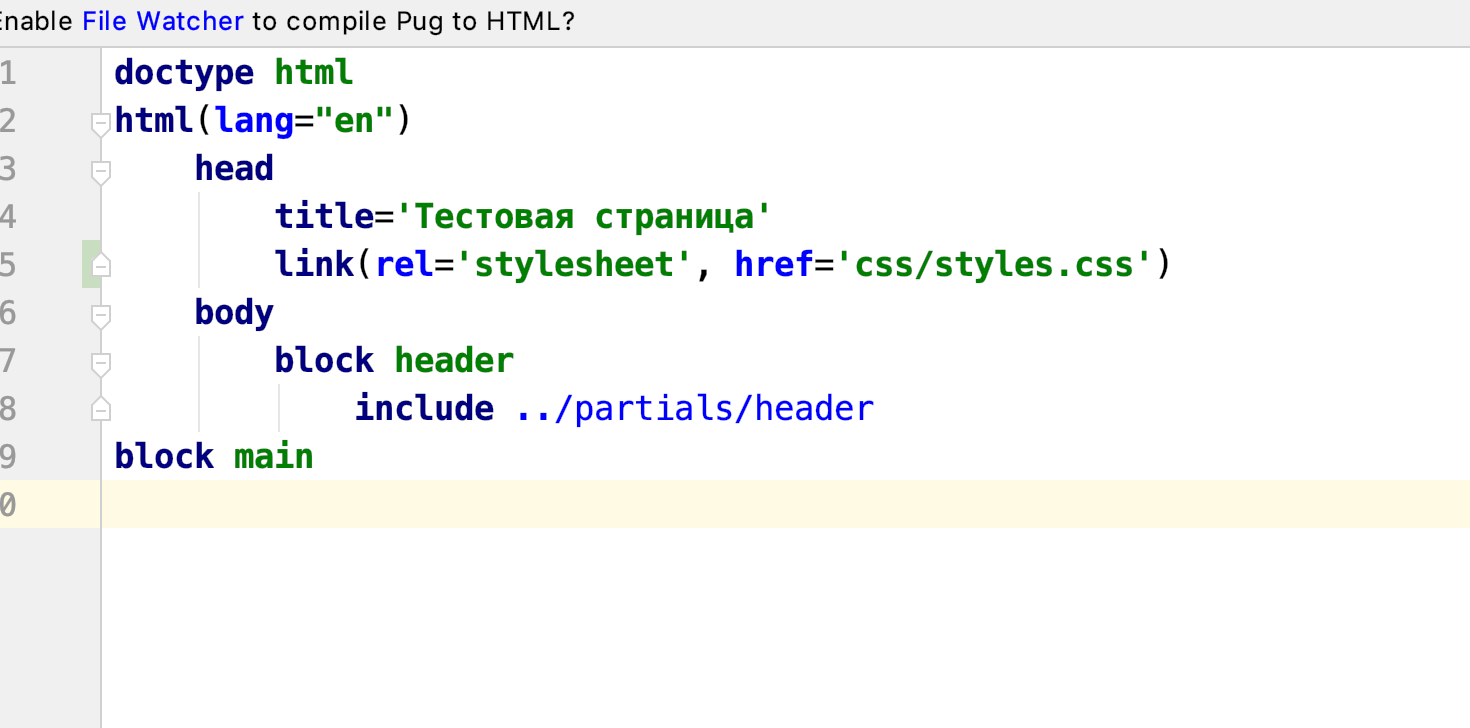 Enable File Watcher to compile Pug to HTML?
1 doctype html
2 html(lang="en")
3     head
4         title='Тестовая страница'
5         link(rel='stylesheet', href='css/styles.css')
6     body
7         block header
8             include ../partials/header
9 block main
0